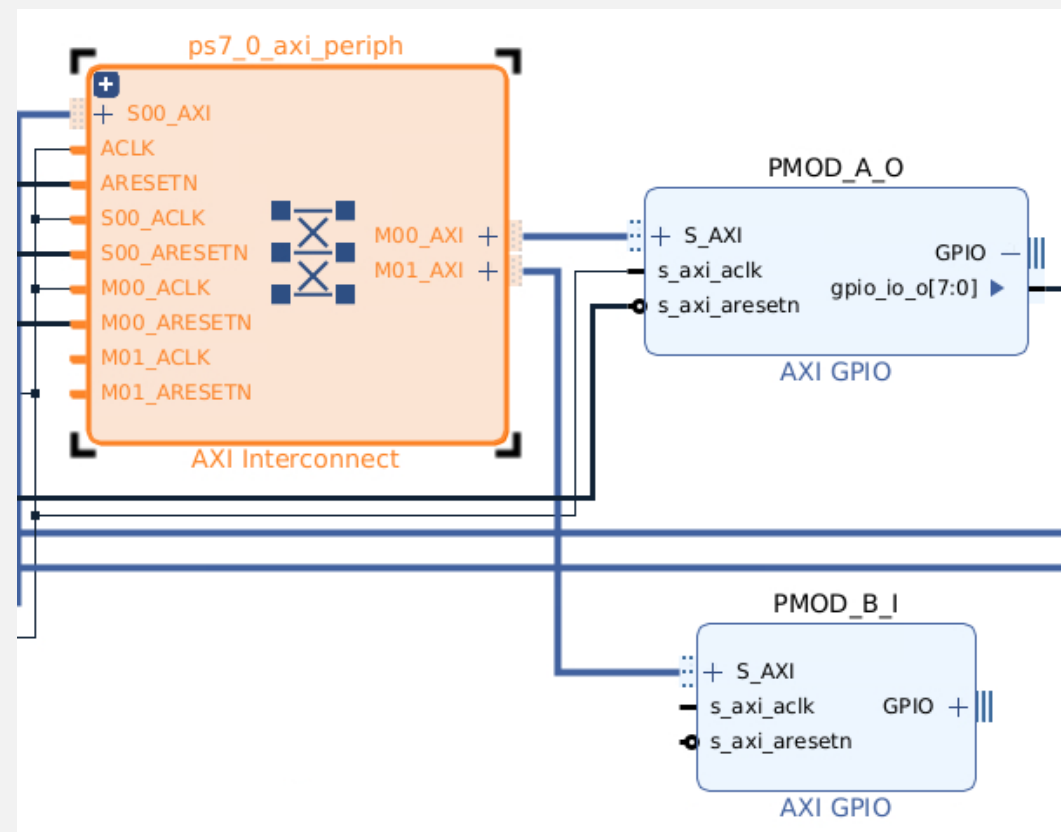 ps7_0_axi_periph
S00_AXI
ACLK
ARESETN
S00_ACLK
S00_ARESETN
M00_ACLK
M00_ARESETN
M01_ACLK
M01_ARESETN
M00_AXI
M01_AXI
AXI Interconnect
PMOD_A_O
S_AXI
s_axi_aclk
s_axi_aresetn
GPIO
gpio_io_o[7:0]
AXI GPIO
PMOD_B_I
S_AXI
s_axi_aclk
s_axi_aresetn
GPIO
AXI GPIO